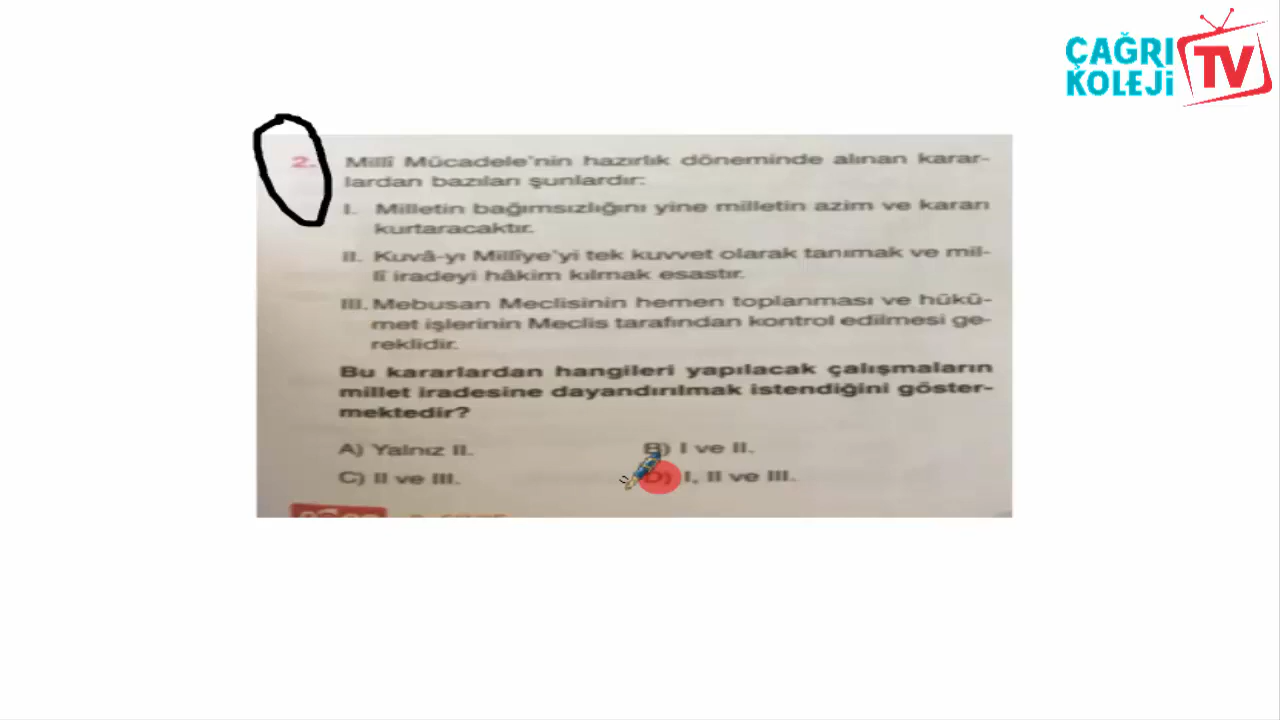 ÇAĞRI
KOLEJİ
TV
2. Millî Mücadele'nin hazırlık döneminde alınan karar-
lardan bazıları şunlardır:
I. Milletin bağımsızlığını yine milletin azim ve kararı
kurtaracaktır.
II. Kuvâ-yı Millîye'yi tek kuvvet olarak tanımak ve mil-
lî iradeyi hâkim kılmak esastır.
III. Mebusan Meclisinin hemen toplanması ve hükû-
met işlerinin Meclis tarafından kontrol edilmesi ge-
reklidir.
Bu kararlardan hangileri yapılacak çalışmaların
millet iradesine dayandırılmak istendiğini göster-
mektedir?
A) Yalnız II. B) I ve II.
C) II ve III. D) I, II ve III.